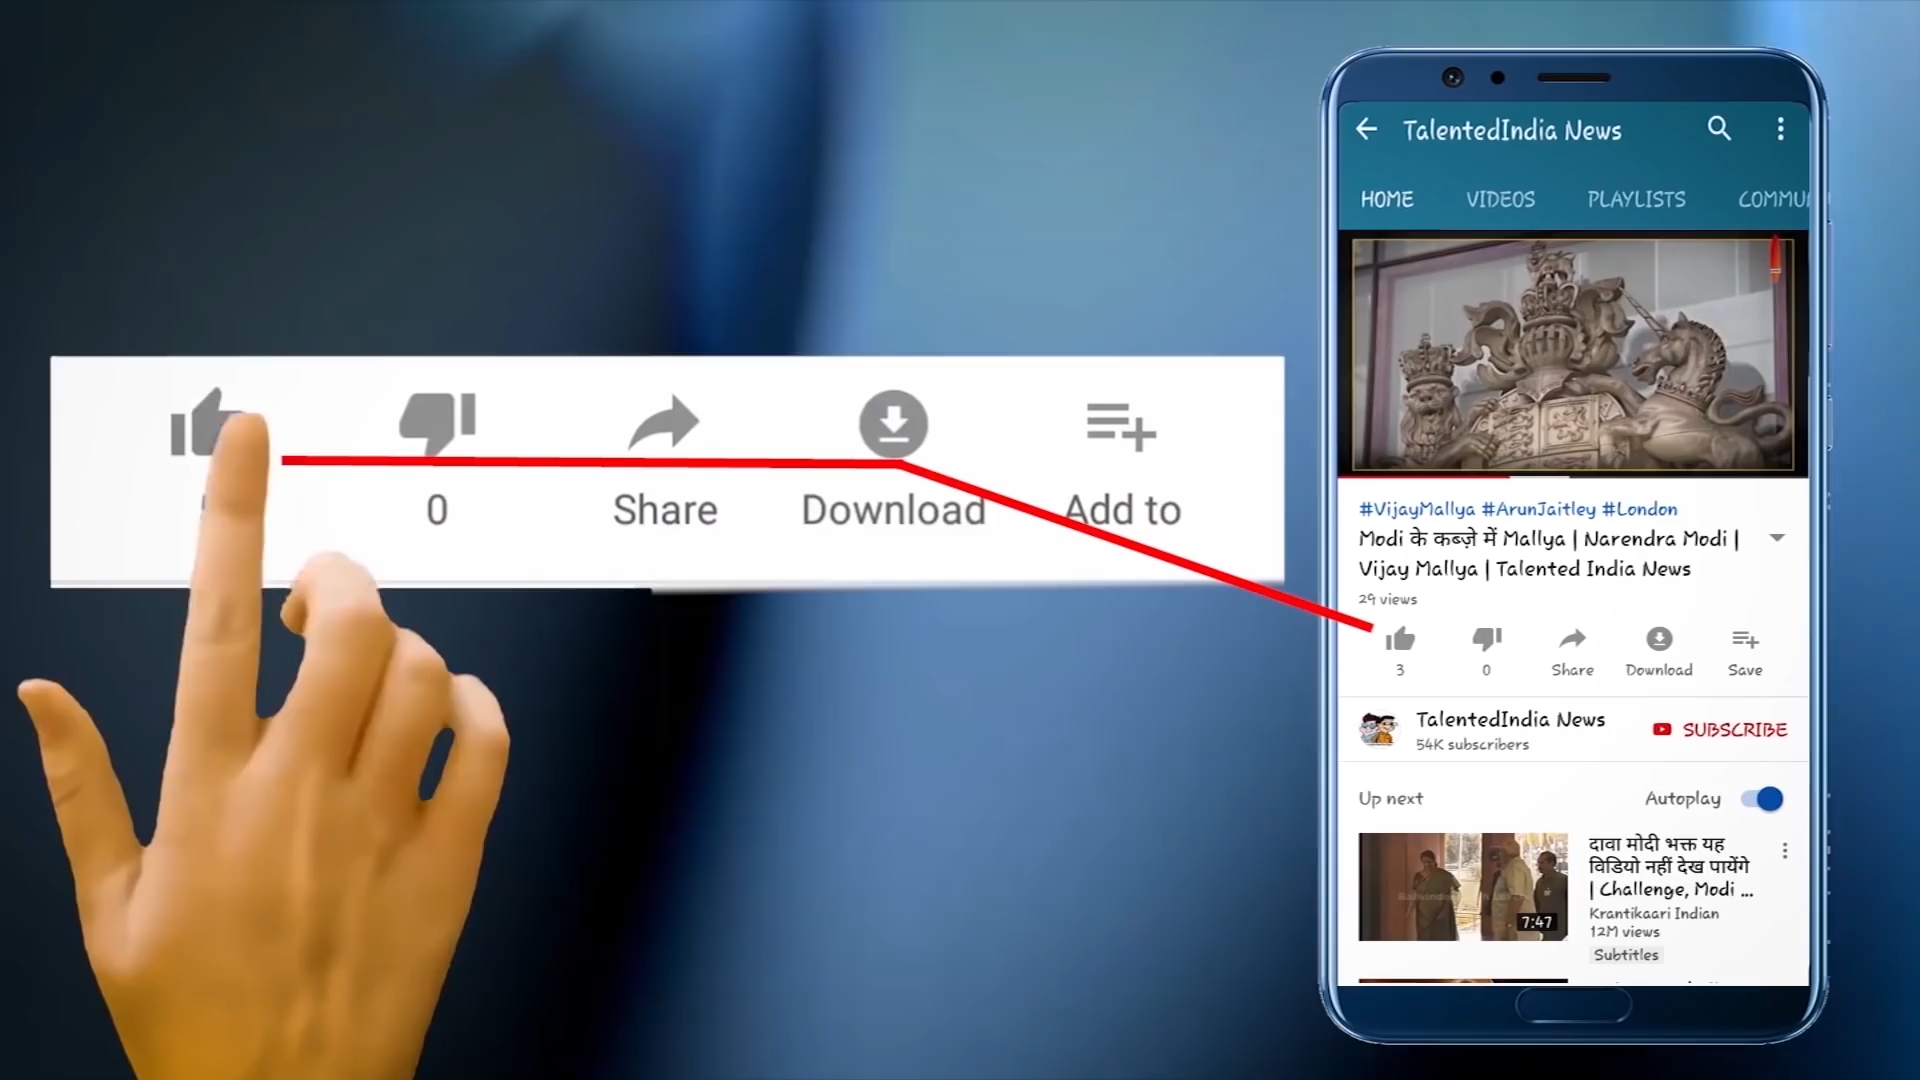 0
Share
Download
Add to
TalentedIndia News
HOME
VIDEOS
PLAYLISTS
COMMU
#VijayMallya #ArunJaitley #London
Modi के कब्ज़े में Mallya | Narendra Modi |
Vijay Mallya | Talented India News
29 views
3
0
Share
Download
Save
TalentedIndia News
54K subscribers
SUBSCRIBE
Up next
Autoplay
7:47
दावा मोदी भक्त यह
विडियो नहीं देख पायेंगे
| Challenge, Modi ...
Krantikaari Indian
12M views
Subtitles